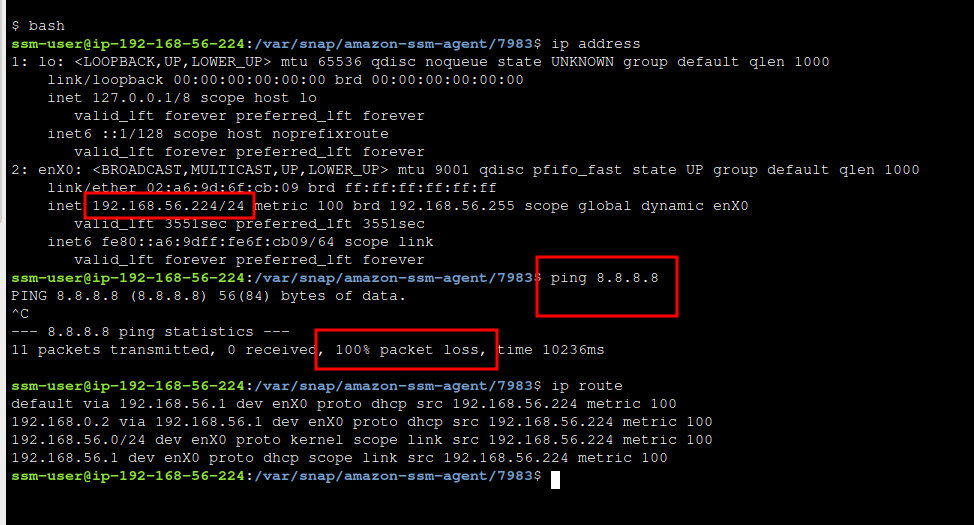 $ bash
ssm-user@ip-192-168-56-224:/var/snap/amazon-ssm-agent/7983$ ip address
1: lo: <LOOPBACK,UP,LOWER_UP> mtu 65536 qdisc noqueue state UNKNOWN group default qlen 1000
    link/loopback 00:00:00:00:00:00 brd 00:00:00:00:00:00
    inet 127.0.0.1/8 scope host lo
       valid_lft forever preferred_lft forever
    inet6 ::1/128 scope host noprefixroute
       valid_lft forever preferred_lft forever
2: enX0: <BROADCAST,MULTICAST,UP,LOWER_UP> mtu 9001 qdisc pfifo_fast state UP group default qlen 1000
    link/ether 02:a6:9d:6f:cb:09 brd ff:ff:ff:ff:ff:ff
    inet 192.168.56.224/24 metric 100 brd 192.168.56.255 scope global dynamic enX0
       valid_lft 3551sec preferred_lft 3551sec
    inet6 fe80::a6:9dff:fe6f:cb09/64 scope link
       valid_lft forever preferred_lft forever
ssm-user@ip-192-168-56-224:/var/snap/amazon-ssm-agent/7983$ ping 8.8.8.8
PING 8.8.8.8 (8.8.8.8) 56(84) bytes of data.
^C
--- 8.8.8.8 ping statistics ---
11 packets transmitted, 0 received, 100% packet loss, time 10236ms
ssm-user@ip-192-168-56-224:/var/snap/amazon-ssm-agent/7983$ ip route
default via 192.168.56.1 dev enX0 proto dhcp src 192.168.56.224 metric 100
192.168.0.2 via 192.168.56.1 dev enX0 proto dhcp src 192.168.56.224 metric 100
192.168.56.0/24 dev enX0 proto kernel scope link src 192.168.56.224 metric 100
192.168.56.1 dev enX0 proto dhcp scope link src 192.168.56.224 metric 100
ssm-user@ip-192-168-56-224:/var/snap/amazon-ssm-agent/7983$